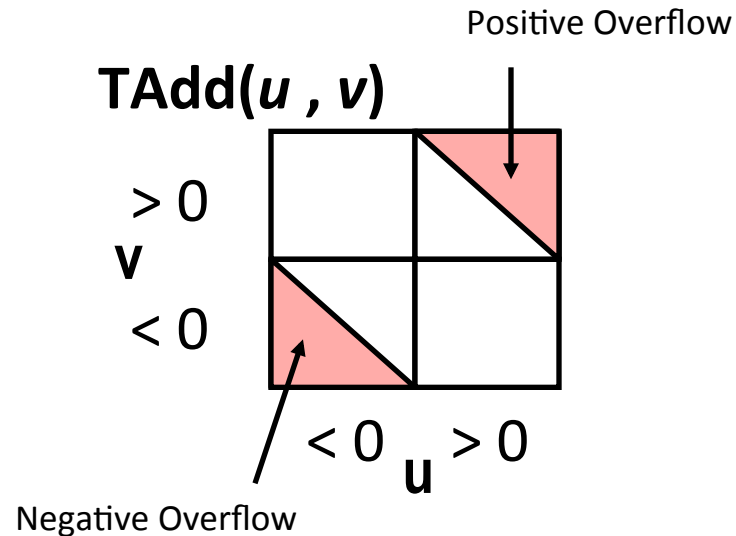 Positive Overflow
TAdd(u , v)
> 0
v
< 0
< 0 u > 0
Negative Overflow